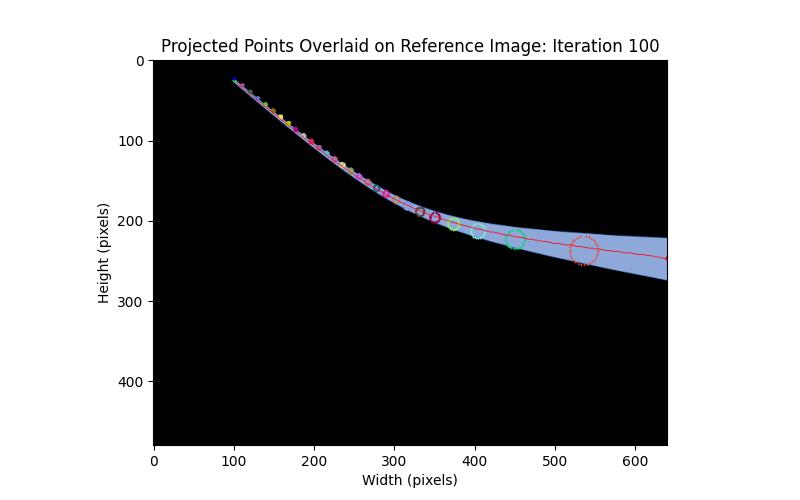 Projected Points Overlaid on Reference Image: Iteration 100
0
100
200
300
400
Height (pixels)
0 100 200 300 400 500 600
Width (pixels)